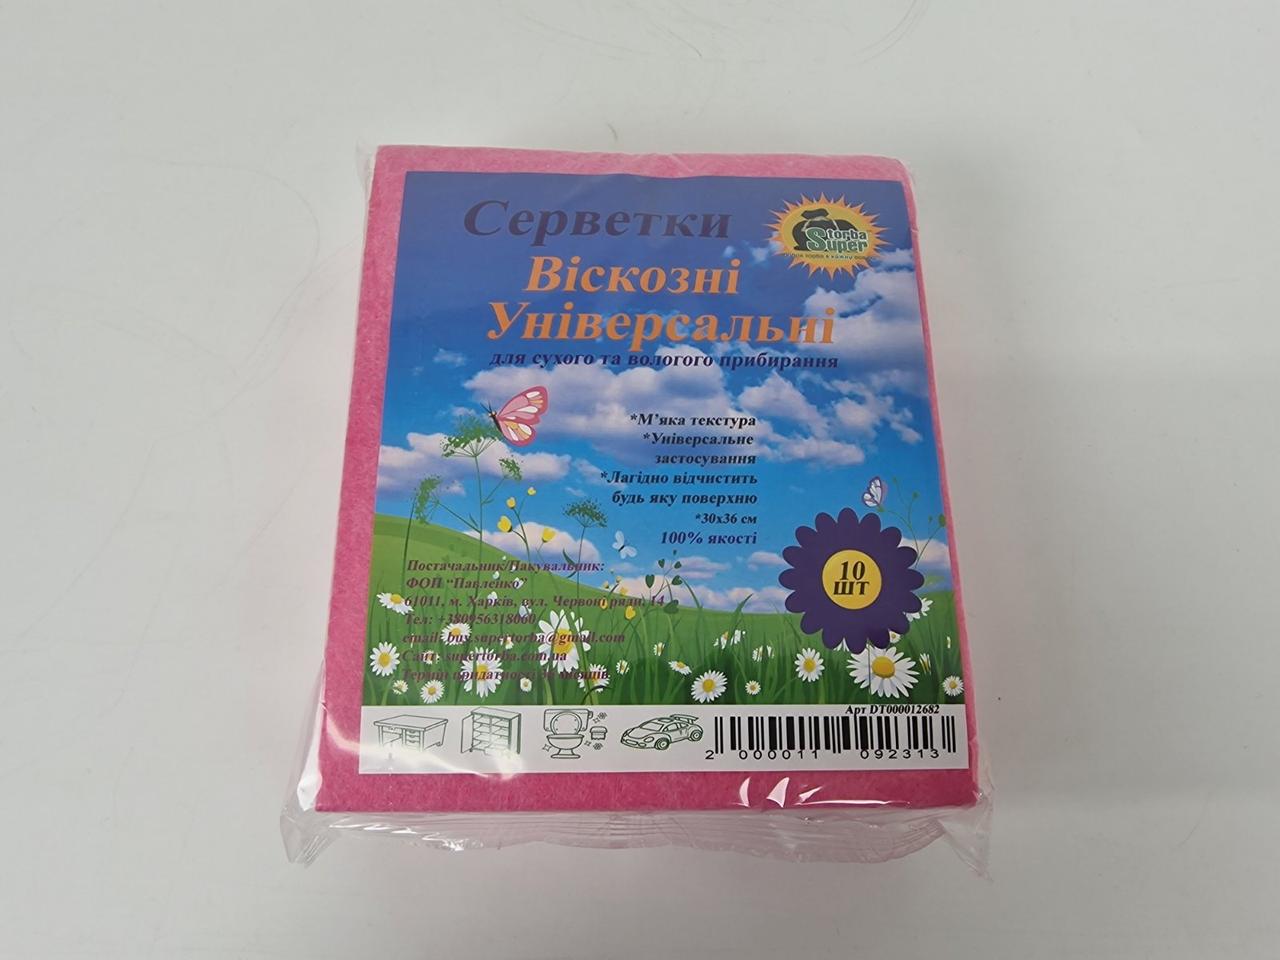 Серветки
torba
Super
Віскозні
Універсальні
для сухого та вологого прибирання
*М'яка текстура
*Універсальне
застосування
*Лагідно відчистить
будь яку поверхню
*30х36 см
100% якості
10
шт
Постачальник/Пакувальник:
ФОП "Павленко"
61011, м. Харків, вул. Червоні ряди, 14
Тел: +380956318060
email: buy.supertorba@gmail.com
Сайт: supertorba.com.ua
Термін придатності 36 місяців
Арт DT000012682
2 000011 092313